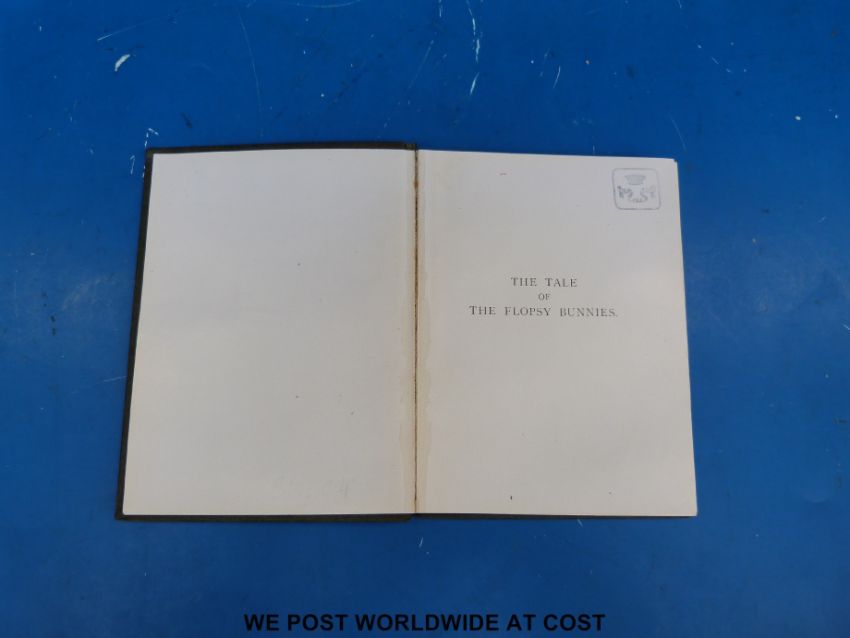 THE TALE
OF
THE FLOPSY BUNNIES.
WE POST WORLDWIDE AT COST